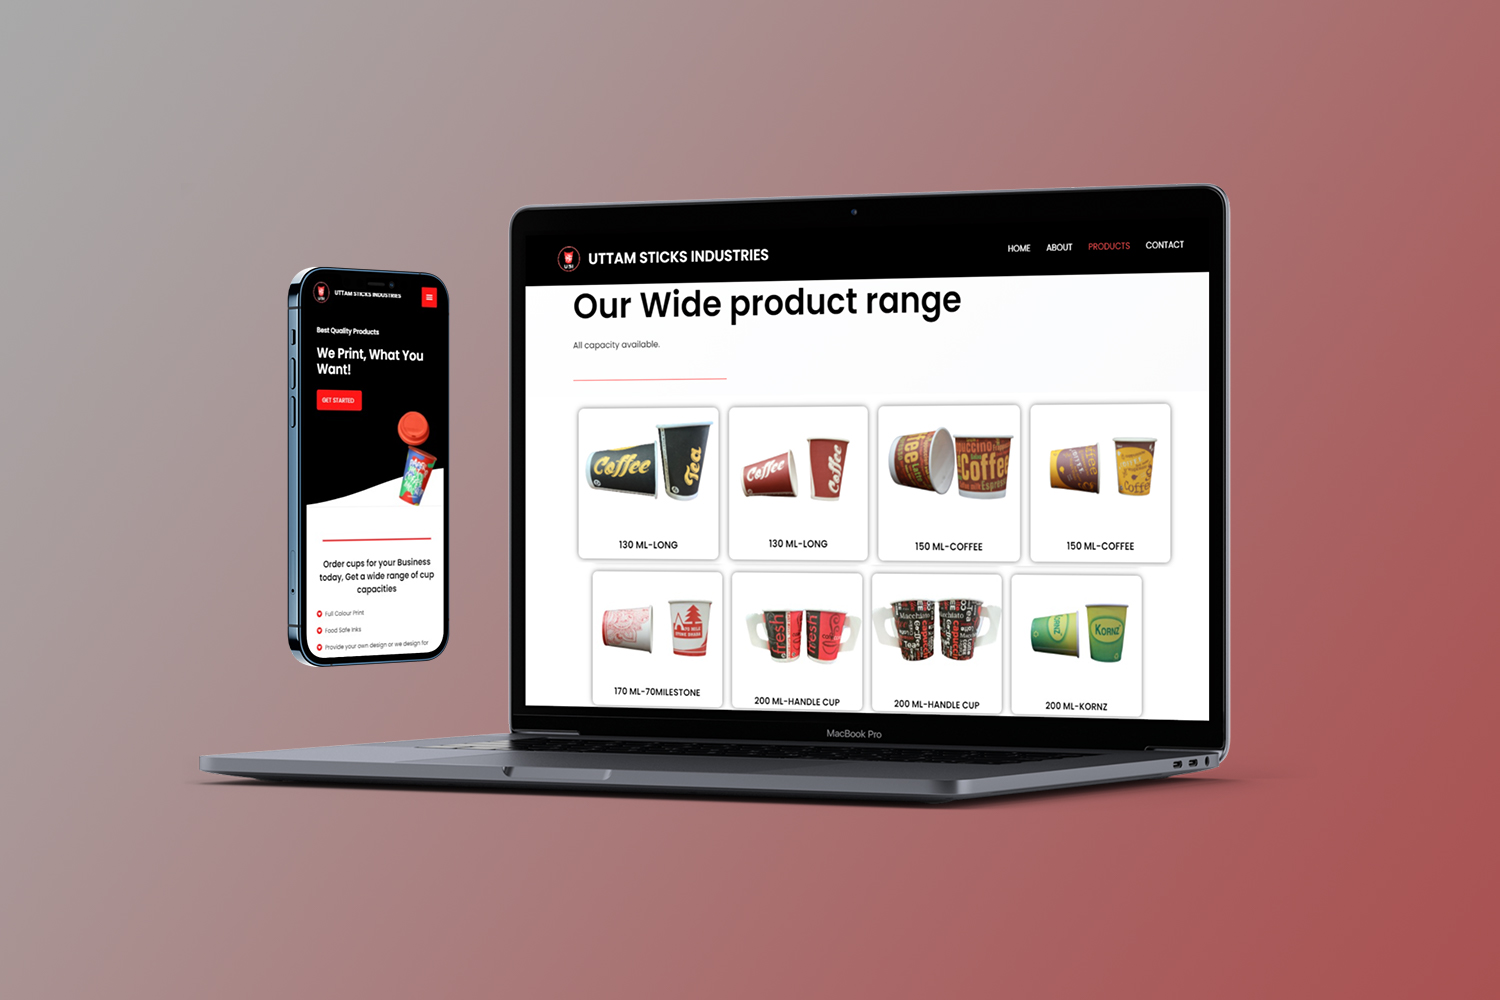 UTTAM STICKS INDUSTRIES
Best Quality Products
We Print, What You
Want!
GET STARTED
Order cups for your Business
today, Get a wide range of cup
capacities
Full Colour Print
Food Safe Inks
Provide your own design or we design for
USI
UTTAM STICKS INDUSTRIES
HOME ABOUT PRODUCTS CONTACT
Our Wide product range
All capacity available.
Coffee
Tea
Coffee
Coffee
Coffee
Coffee
130 ML-LONG
130 ML-LONG
150 ML-COFFEE
150 ML-COFFEE
fresh
fresh
Macchiato
KORNZ
KORNZ
170 ML-70MILESTONE
200 ML-HANDLE CUP
200 ML-HANDLE CUP
200 ML-KORNZ
MacBook Pro